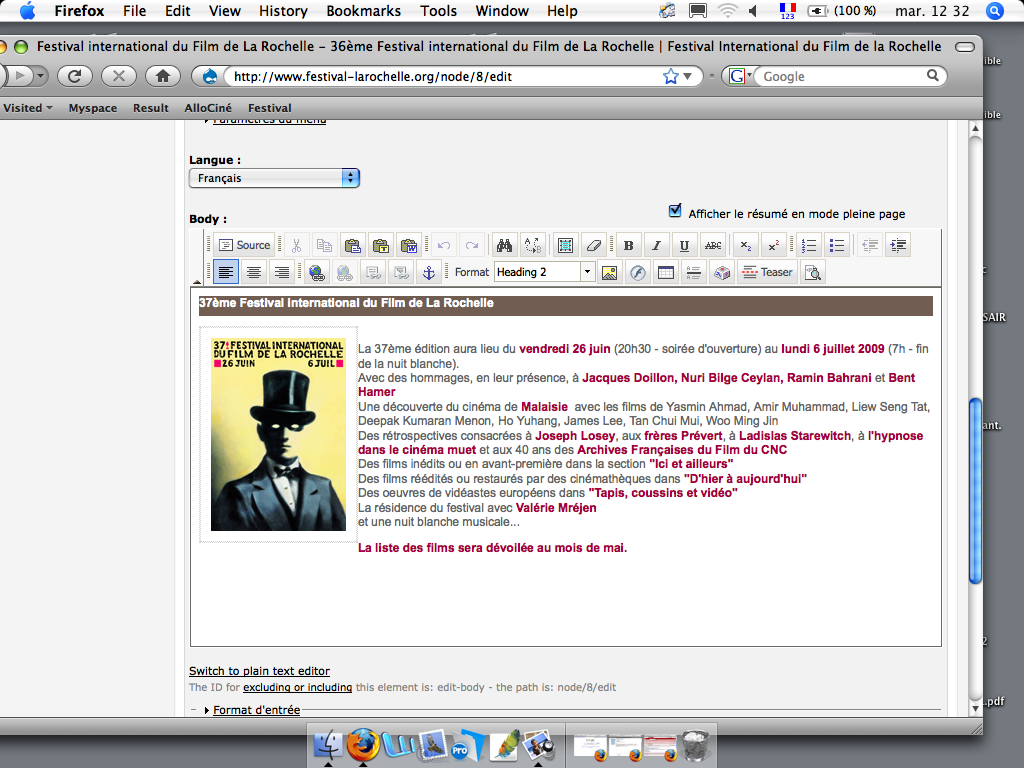 Firefox File Edit View History Bookmarks Tools Window Help 123 (100 %) mar. 12 32
Festival international du Film de La Rochelle – 36ème Festival international du Film de La Rochelle | Festival International du Film de la Rochelle
http://www.festival-larochelle.org/node/8/edit
G Google
Visited Myspace Result AlloCiné Festival
Paramètres du menu
Langue :
Français
Body :
Afficher le résumé en mode pleine page
Source B I U ABC x2 x2
Format Heading 2 Teaser
37ème Festival International du Film de La Rochelle
37e FESTIVAL INTERNATIONAL
DU FILM DE LA ROCHELLE
26 JUIN 6 JUIL
La 37ème édition aura lieu du vendredi 26 juin (20h30 - soirée d'ouverture) au lundi 6 juillet 2009 (7h - fin
de la nuit blanche).
Avec des hommages, en leur présence, à Jacques Doillon, Nuri Bilge Ceylan, Ramin Bahrani et Bent
Hamer
Une découverte du cinéma de Malaisie avec les films de Yasmin Ahmad, Amir Muhammad, Liew Seng Tat,
Deepak Kumaran Menon, Ho Yuhang, James Lee, Tan Chui Mui, Woo Ming Jin
Des rétrospectives consacrées à Joseph Losey, aux frères Prévert, à Ladislas Starewitch, à l'hypnose
dans le cinéma muet et aux 40 ans des Archives Françaises du Film du CNC
Des films inédits ou en avant-première dans la section "Ici et ailleurs"
Des films réédités ou restaurés par des cinémathèques dans "D'hier à aujourd'hui"
Des oeuvres de vidéastes européens dans "Tapis, coussins et vidéo"
La résidence du festival avec Valérie Mréjen
et une nuit blanche musicale...
La liste des films sera dévoilée au mois de mai.
Switch to plain text editor
The ID for excluding or including this element is: edit-body - the path is: node/8/edit
Format d'entrée
ible
ible
SAIR
ant.
2
.pdf
PRO